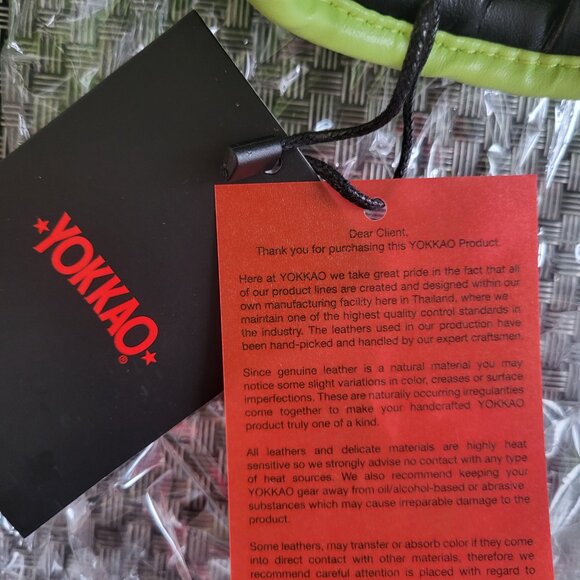 ★YOKKAO®★
Dear Client,
Thank you for purchasing this YOKKAO Product.
Here at YOKKAO we take great pride in the fact that all
of our product lines are created and designed within our
own manufacturing facility here in Thailand, where we
maintain one of the highest quality control standards in
the industry. The leathers used in our production have
been hand-picked and handled by our expert craftsmen.
Since genuine leather is a natural material you may
notice some slight variations in color, creases or surface
imperfections. These are naturally occurring irregularities
come together to make your handcrafted YOKKAO
product truly one of a kind.
All leathers and delicate materials are highly heat
sensitive so we strongly advise no contact with any type
of heat sources. We also recommend keeping your
YOKKAO gear away from oil/alcohol-based or abrasive
substances which may cause irreparable damage to the
product.
Some leathers, may transfer or absorb color if they come
into direct contact with other materials, therefore we
recommend careful attention is placed with regard to